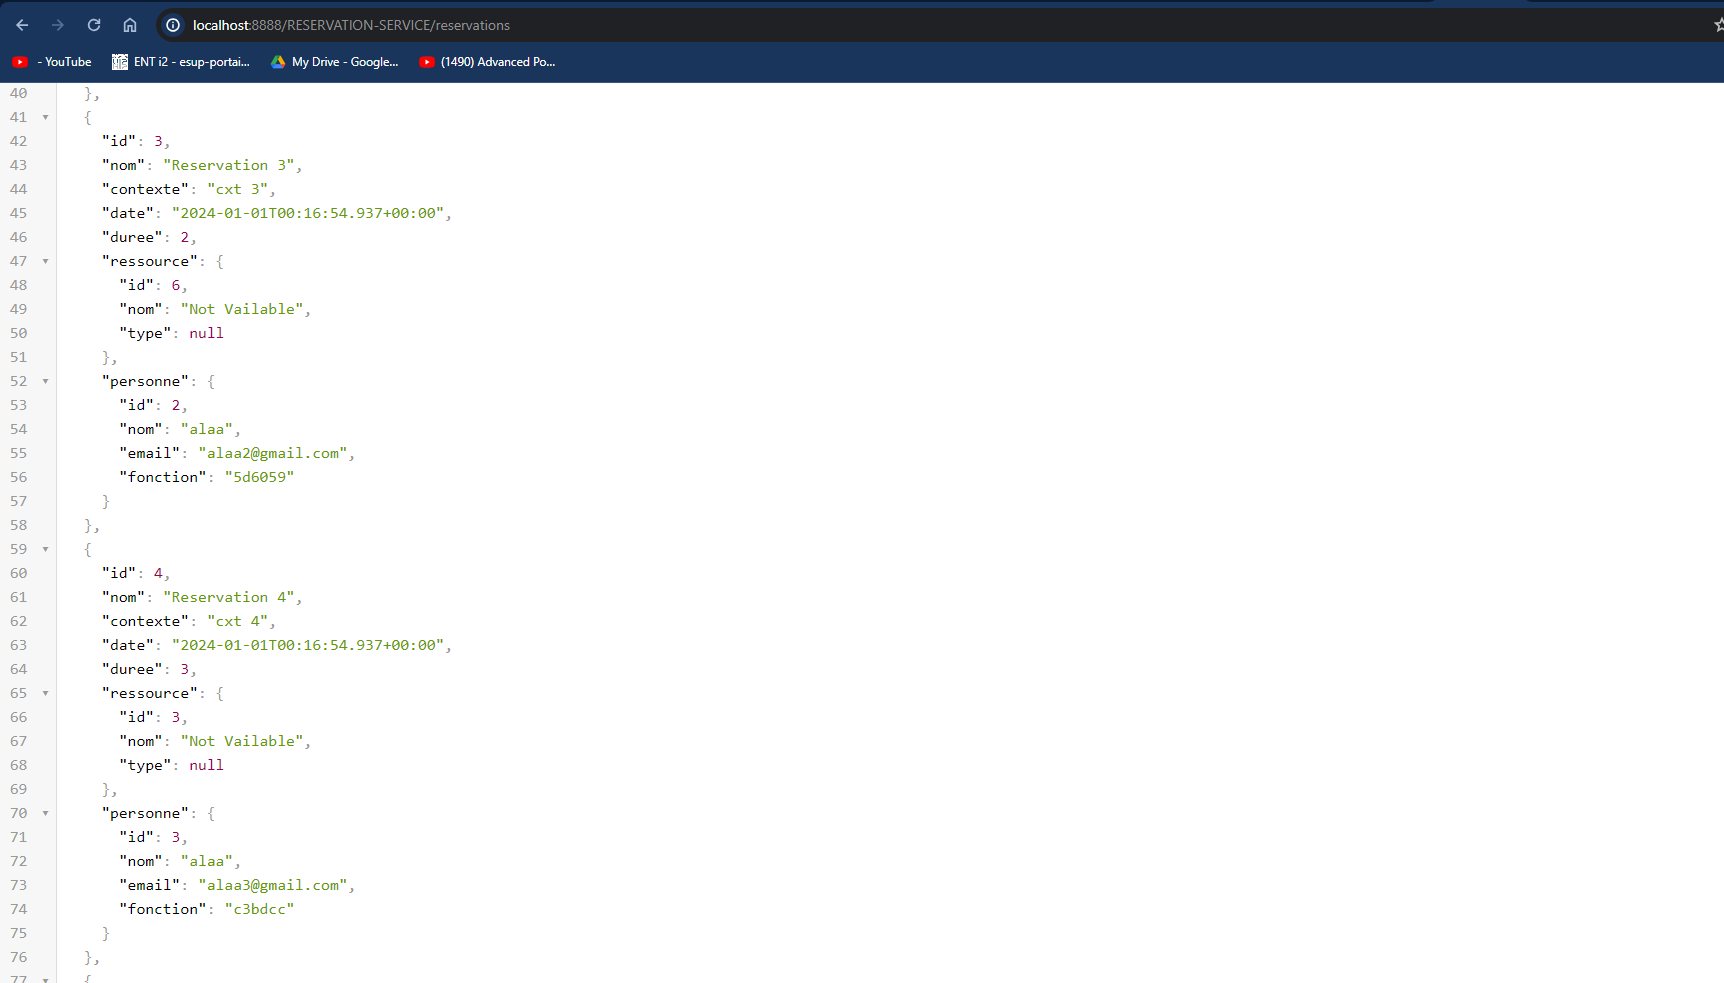 localhost:8888/RESERVATION-SERVICE/reservations
- YouTube ENT i2 - esup-portai... My Drive - Google... (1490) Advanced Po...
40 },
41 {
42 "id": 3,
43 "nom": "Reservation 3",
44 "contexte": "cxt 3",
45 "date": "2024-01-01T00:16:54.937+00:00",
46 "duree": 2,
47 "ressource": {
48 "id": 6,
49 "nom": "Not Vailable",
50 "type": null
51 },
52 "personne": {
53 "id": 2,
54 "nom": "alaa",
55 "email": "alaa2@gmail.com",
56 "fonction": "5d6059"
57 }
58 },
59 {
60 "id": 4,
61 "nom": "Reservation 4",
62 "contexte": "cxt 4",
63 "date": "2024-01-01T00:16:54.937+00:00",
64 "duree": 3,
65 "ressource": {
66 "id": 3,
67 "nom": "Not Vailable",
68 "type": null
69 },
70 "personne": {
71 "id": 3,
72 "nom": "alaa",
73 "email": "alaa3@gmail.com",
74 "fonction": "c3bdcc"
75 }
76 },
77 {